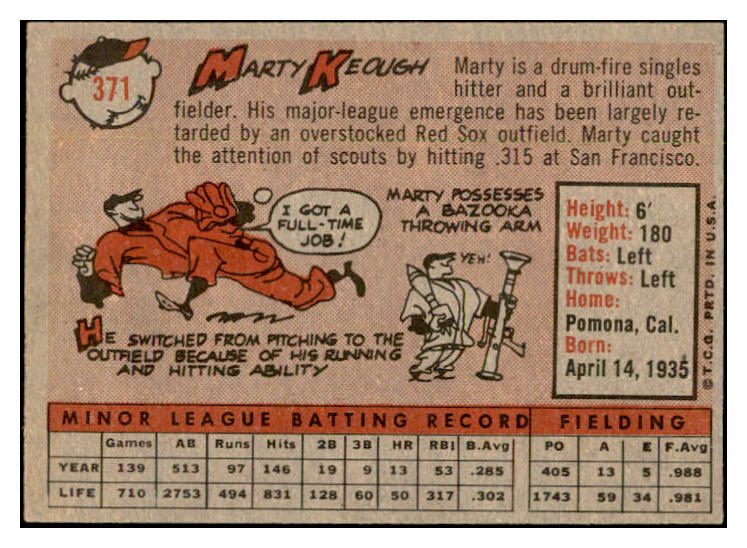 371
MARTY KEOUGH
Marty is a drum-fire singles
hitter and a brilliant out-
fielder. His major-league emergence has been largely re-
tarded by an overstocked Red Sox outfield. Marty caught
the attention of scouts by hitting .315 at San Francisco.
I GOT A
FULL-TIME
JOB!
HE SWITCHED FROM PITCHING TO THE
OUTFIELD BECAUSE OF HIS RUNNING
AND HITTING ABILITY
MARTY POSSESSES
A BAZOOKA
THROWING ARM
YEH!
Height: 6'
Weight: 180
Bats: Left
Throws: Left
Home:
Pomona, Cal.
Born:
April 14, 1935
© T.C.G. PRTD. IN U.S.A.
MINOR LEAGUE BATTING RECORD FIELDING
Games AB Runs Hits 2B 3B HR RBI B.Avg PO A E F.Avg
YEAR 139 513 97 146 19 9 13 53 .285 405 13 5 .988
LIFE 710 2753 494 831 128 60 50 317 .302 1743 59 34 .981